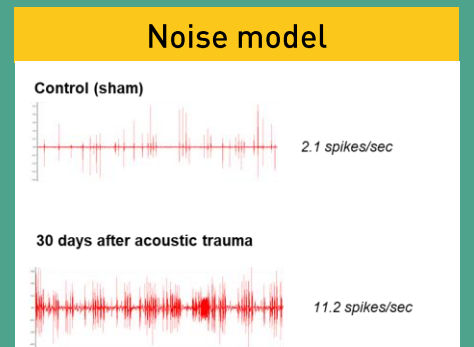 Noise model
Control (sham)
2.1 spikes/sec
30 days after acoustic trauma
11.2 spikes/sec